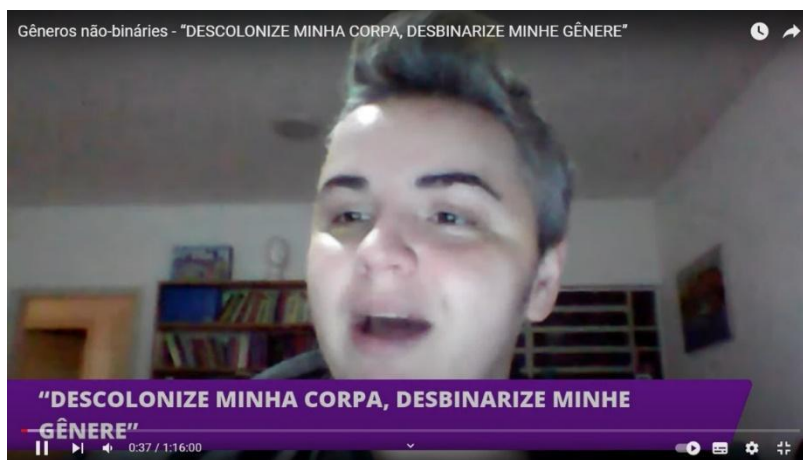 Gêneros não-bináries - “DESCOLONIZE MINHA CORPA, DESBINARIZE MINHE GÊNERE”
“DESCOLONIZE MINHA CORPA, DESBINARIZE MINHE
GÊNERE”
0:37 / 1:16:00